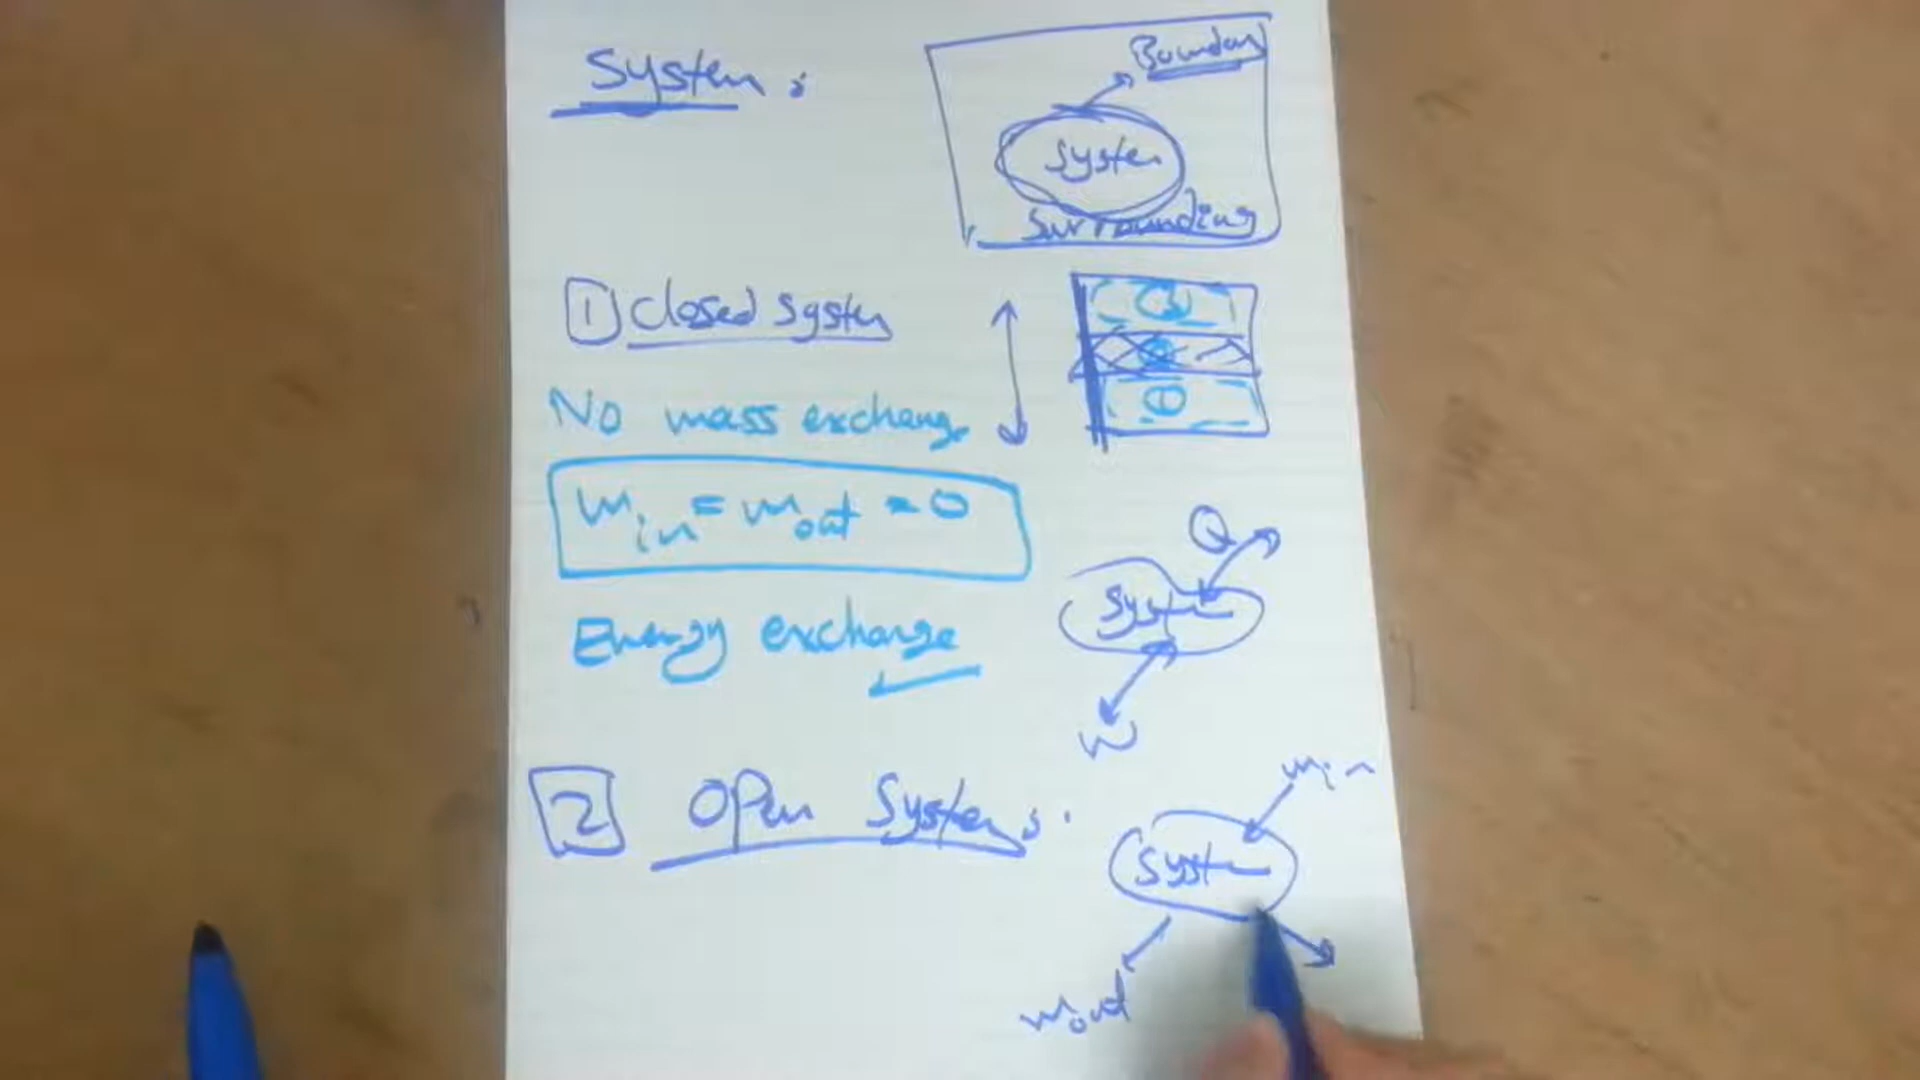 System:
Boundary
System
Surrounding
1 closed system
No mass exchange
min = mout = 0
Q
System
Energy exchange
W
2 Open System:
min
System
mout